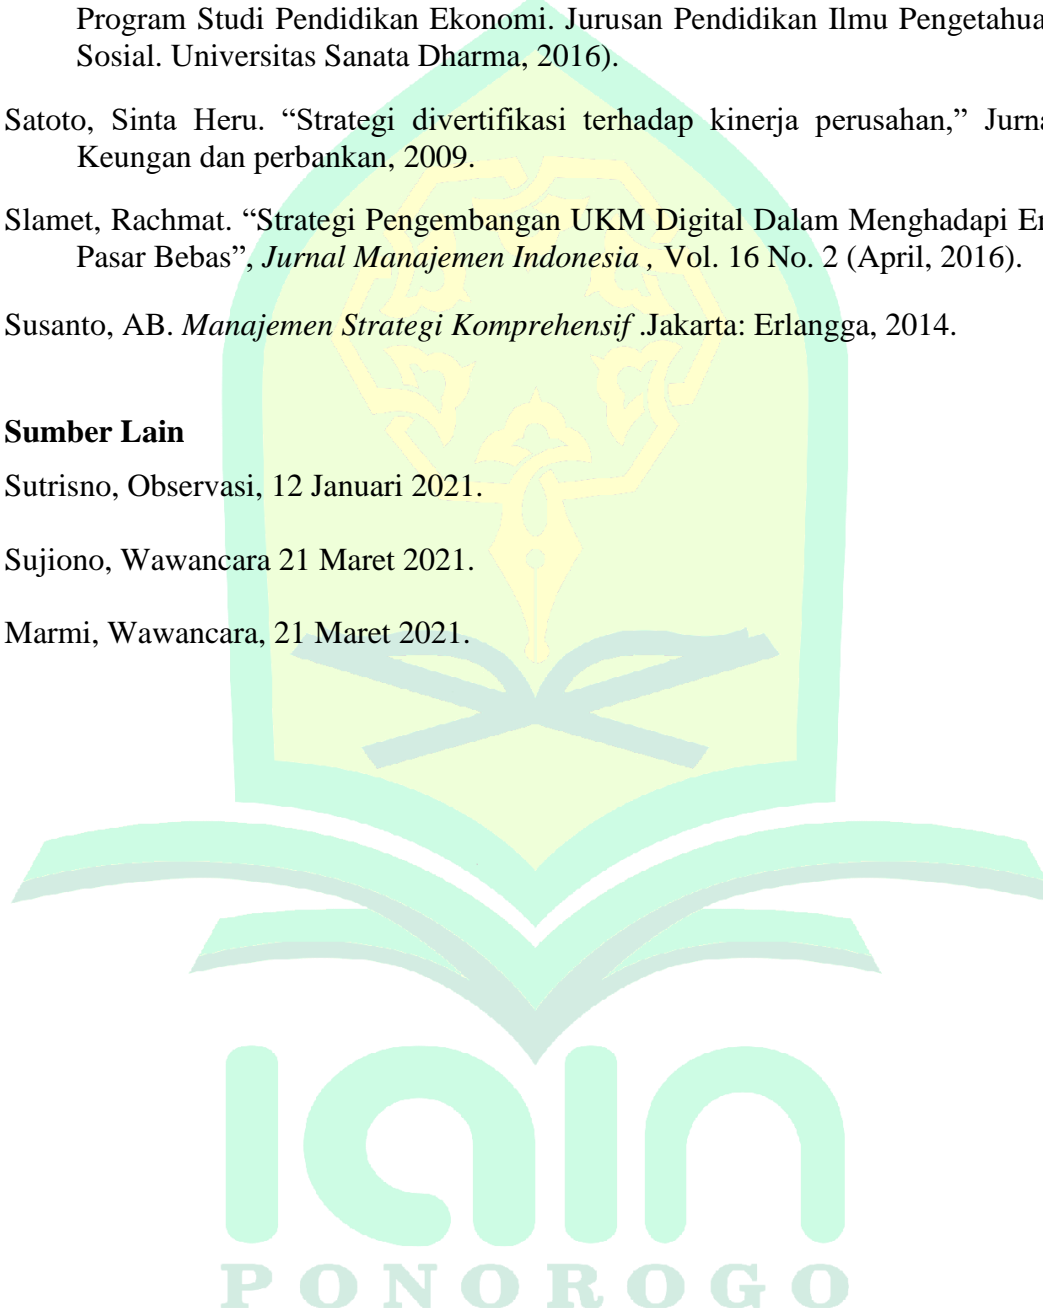 Program Studi Pendidikan Ekonomi. Jurusan Pendidikan Ilmu Pengetahua
Sosial. Universitas Sanata Dharma, 2016).
Satoto, Sinta Heru. “Strategi divertifikasi terhadap kinerja perusahan,” Jurna
Keungan dan perbankan, 2009.
Slamet, Rachmat. “Strategi Pengembangan UKM Digital Dalam Menghadapi Er
Pasar Bebas”, Jurnal Manajemen Indonesia , Vol. 16 No. 2 (April, 2016).
Susanto, AB. Manajemen Strategi Komprehensif .Jakarta: Erlangga, 2014.
Sumber Lain
Sutrisno, Observasi, 12 Januari 2021.
Sujiono, Wawancara 21 Maret 2021.
Marmi, Wawancara, 21 Maret 2021.
iain
PONOROGO